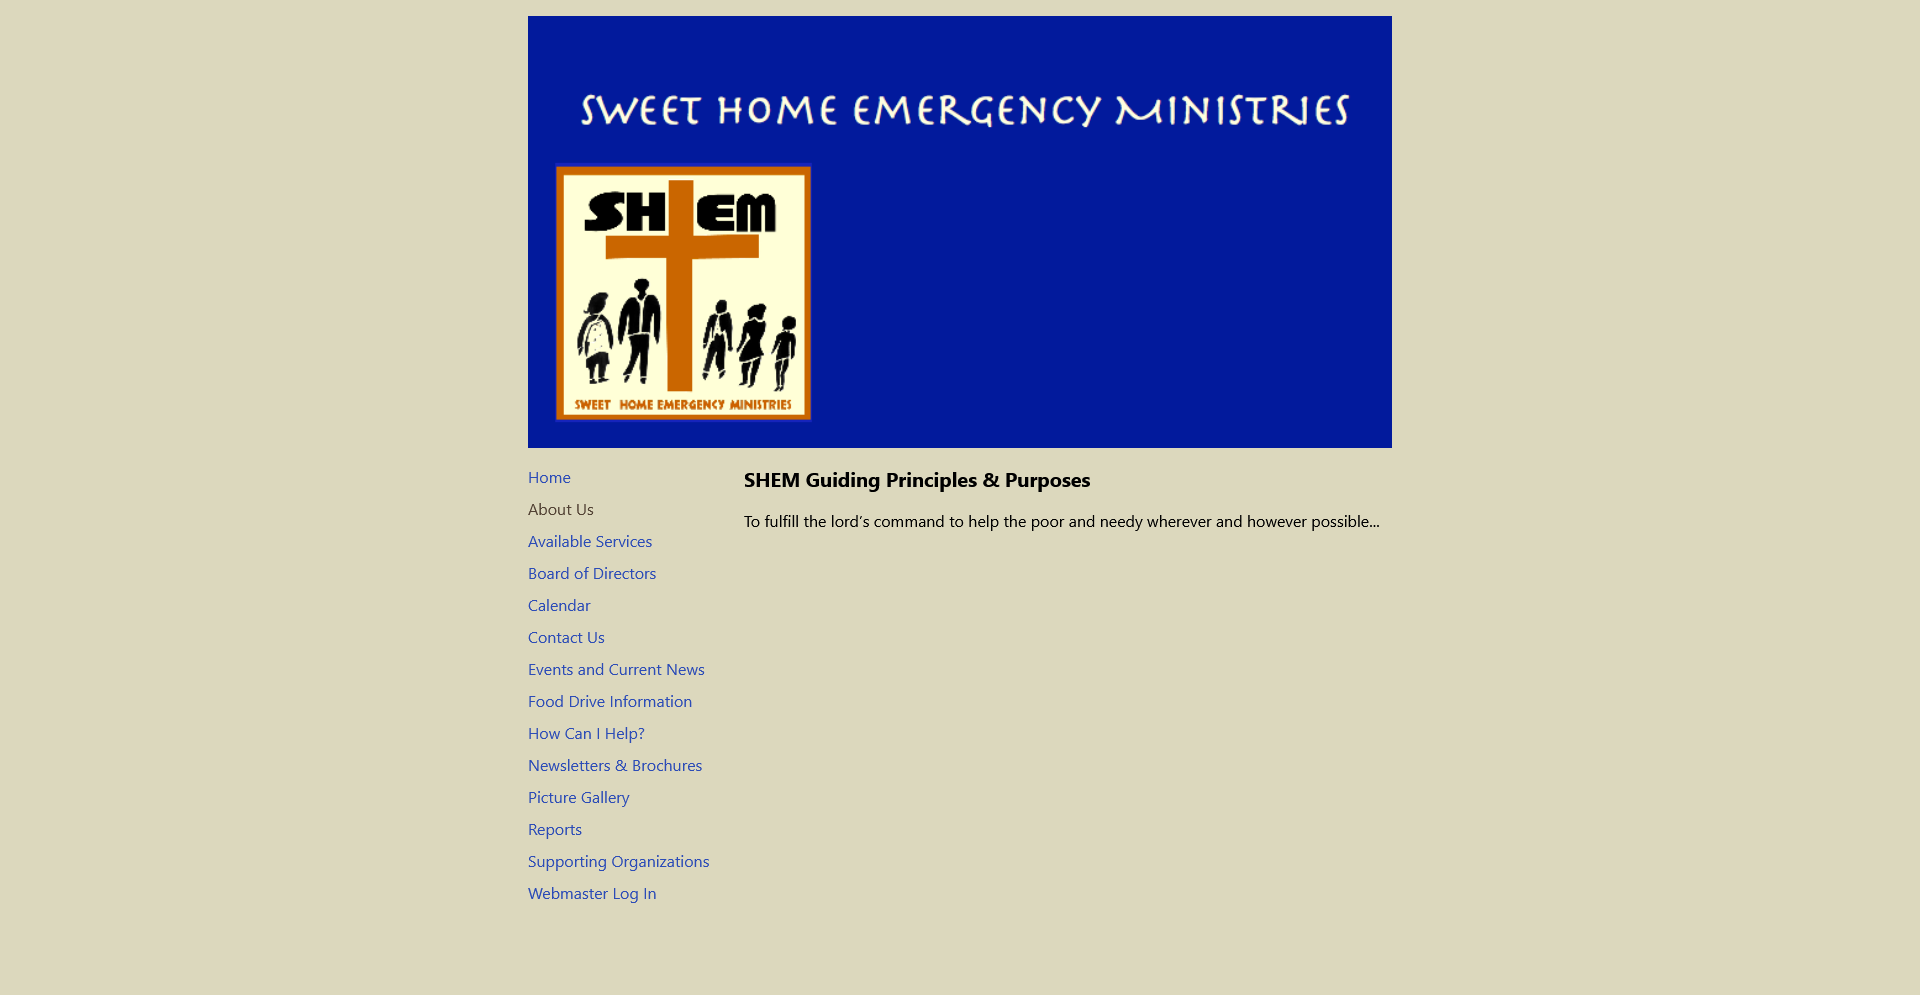 SWEET HOME EMERGENCY MINISTRIES
SHEM
SWEET HOME EMERGENCY MINISTRIES
Home
About Us
Available Services
Board of Directors
Calendar
Contact Us
Events and Current News
Food Drive Information
How Can I Help?
Newsletters & Brochures
Picture Gallery
Reports
Supporting Organizations
Webmaster Log In
SHEM Guiding Principles & Purposes
To fulfill the lord’s command to help the poor and needy wherever and however possible...